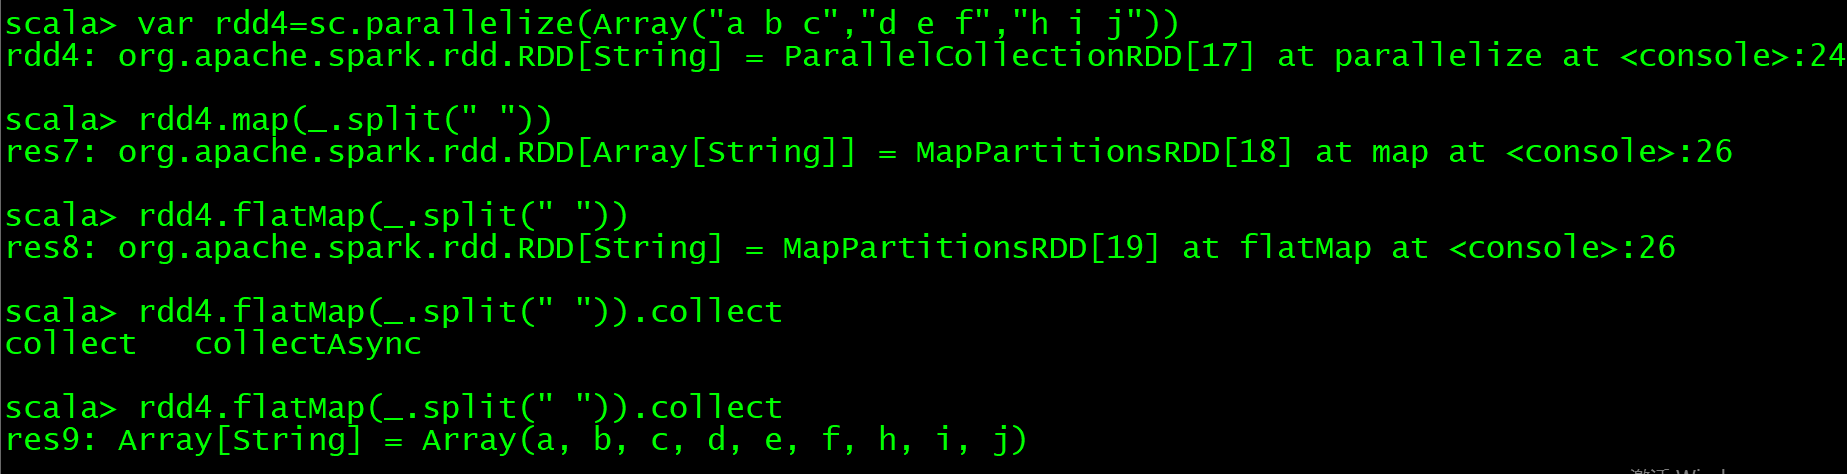 scala> var rdd4=sc.parallelize(Array("a b c","d e f","h i j"))
rdd4: org.apache.spark.rdd.RDD[String] = ParallelCollectionRDD[17] at parallelize at <console>:24
scala> rdd4.map(_.split(" "))
res7: org.apache.spark.rdd.RDD[Array[String]] = MapPartitionsRDD[18] at map at <console>:26
scala> rdd4.flatMap(_.split(" "))
res8: org.apache.spark.rdd.RDD[String] = MapPartitionsRDD[19] at flatMap at <console>:26
scala> rdd4.flatMap(_.split(" ")).collect
collect   collectAsync
scala> rdd4.flatMap(_.split(" ")).collect
res9: Array[String] = Array(a, b, c, d, e, f, h, i, j)